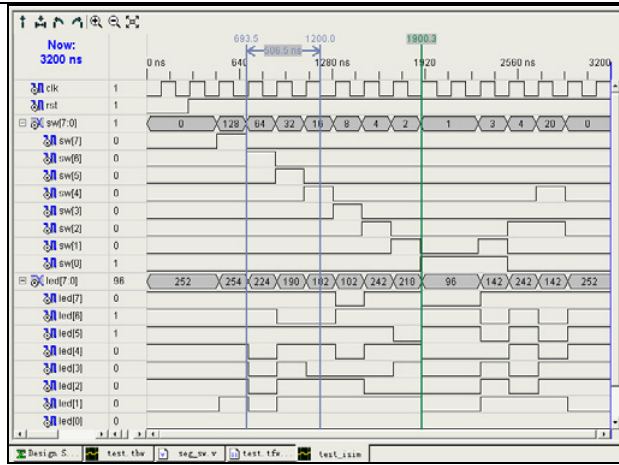 693.5 1200.0 1900.3
Now:
3200 ns
506.5 ns
0 ns 640 1280 ns 1920 2560 ns 3200
clk 1
rst 1
sw[7:0] 1 0 128 64 32 16 8 4 2 1 3 4 20 0
sw[7] 0
sw[6] 0
sw[5] 0
sw[4] 0
sw[3] 0
sw[2] 0
sw[1] 0
sw[0] 1
led[7:0] 96 252 254 224 190 182 102 242 218 96 142 242 142 252
led[7] 0
led[6] 1
led[5] 1
led[4] 0
led[3] 0
led[2] 0
led[1] 0
led[0] 0
Design S... test.tbw seg_sw.v test.tfw... test_isim